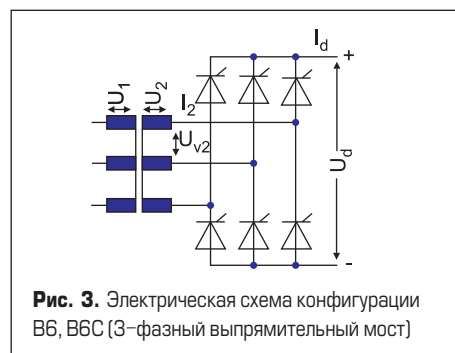 I_d
+
U_1
U_2
I_2
U_v2
U_d
-
Рис. 3. Электрическая схема конфигурации
B6, B6C (3-фазный выпрямительный мост)